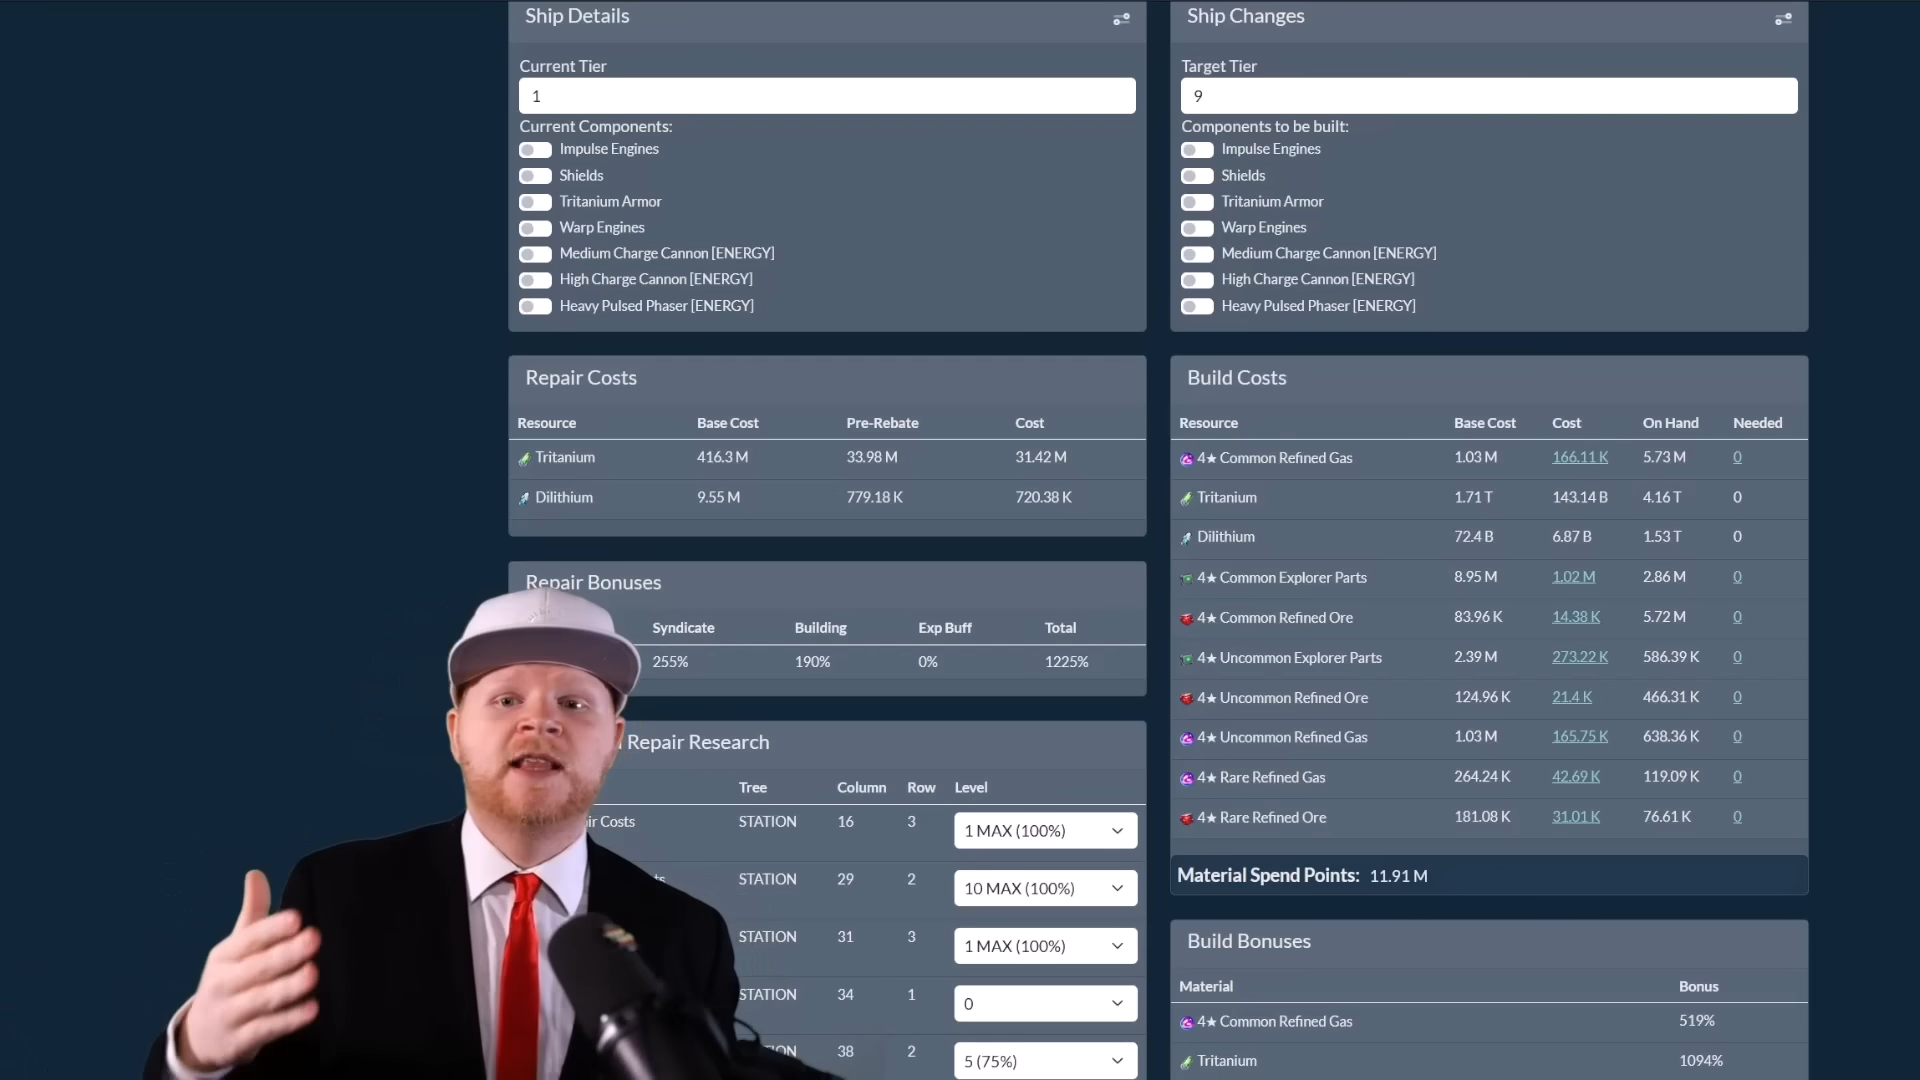 Ship Details
Current Tier
1
Current Components:
Impulse Engines
Shields
Tritanium Armor
Warp Engines
Medium Charge Cannon [ENERGY]
High Charge Cannon [ENERGY]
Heavy Pulsed Phaser [ENERGY]
Repair Costs
Resource Base Cost Pre-Rebate Cost
Tritanium 416.3 M 33.98 M 31.42 M
Dilithium 9.55 M 779.18 K 720.38 K
Repair Bonuses
Syndicate Building Exp Buff Total
255% 190% 0% 1225%
Repair Research
Tree Column Row Level
Costs STATION 16 3 1 MAX (100%)
STATION 29 2 10 MAX (100%)
STATION 31 3 1 MAX (100%)
STATION 34 1 0
38 2 5 (75%)
Ship Changes
Target Tier
9
Components to be built:
Impulse Engines
Shields
Tritanium Armor
Warp Engines
Medium Charge Cannon [ENERGY]
High Charge Cannon [ENERGY]
Heavy Pulsed Phaser [ENERGY]
Build Costs
Resource Base Cost Cost On Hand Needed
4★ Common Refined Gas 1.03 M 166.11 K 5.73 M 0
Tritanium 1.71 T 143.14 B 4.16 T 0
Dilithium 72.4 B 6.87 B 1.53 T 0
4★ Common Explorer Parts 8.95 M 1.02 M 2.86 M 0
4★ Common Refined Ore 83.96 K 14.38 K 5.72 M 0
4★ Uncommon Explorer Parts 2.39 M 273.22 K 586.39 K 0
4★ Uncommon Refined Ore 124.96 K 21.4 K 466.31 K 0
4★ Uncommon Refined Gas 1.03 M 165.75 K 638.36 K 0
4★ Rare Refined Gas 264.24 K 42.69 K 119.09 K 0
4★ Rare Refined Ore 181.08 K 31.01 K 76.61 K 0
Material Spend Points: 11.91 M
Build Bonuses
Material Bonus
4★ Common Refined Gas 519%
Tritanium 1094%